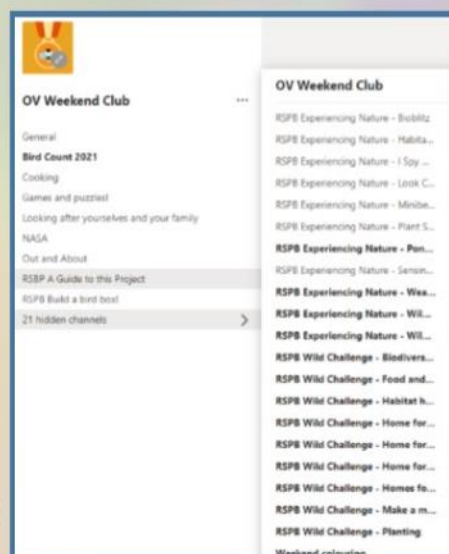 OV Weekend Club
...
General
Bird Count 2021
Cooking
Games and puzzles!
Looking after yourselves and your family
NASA
Out and About
RSBP A Guide to this Project
RSPB Build a bird box!
21 hidden channels
OV Weekend Club
RSPB Experiencing Nature - Bioblitz
RSPB Experiencing Nature - Habita...
RSPB Experiencing Nature - I Spy ...
RSPB Experiencing Nature - Look C...
RSPB Experiencing Nature - Minibe...
RSPB Experiencing Nature - Plant S...
RSPB Experiencing Nature - Pon...
RSPB Experiencing Nature - Sensin...
RSPB Experiencing Nature - Wea...
RSPB Experiencing Nature - Wil...
RSPB Experiencing Nature - Wil...
RSPB Wild Challenge - Biodivers...
RSPB Wild Challenge - Food and...
RSPB Wild Challenge - Habitat h...
RSPB Wild Challenge - Home for...
RSPB Wild Challenge - Home for...
RSPB Wild Challenge - Home for...
RSPB Wild Challenge - Homes fo...
RSPB Wild Challenge - Make a m...
RSPB Wild Challenge - Planting
Weekend colouring